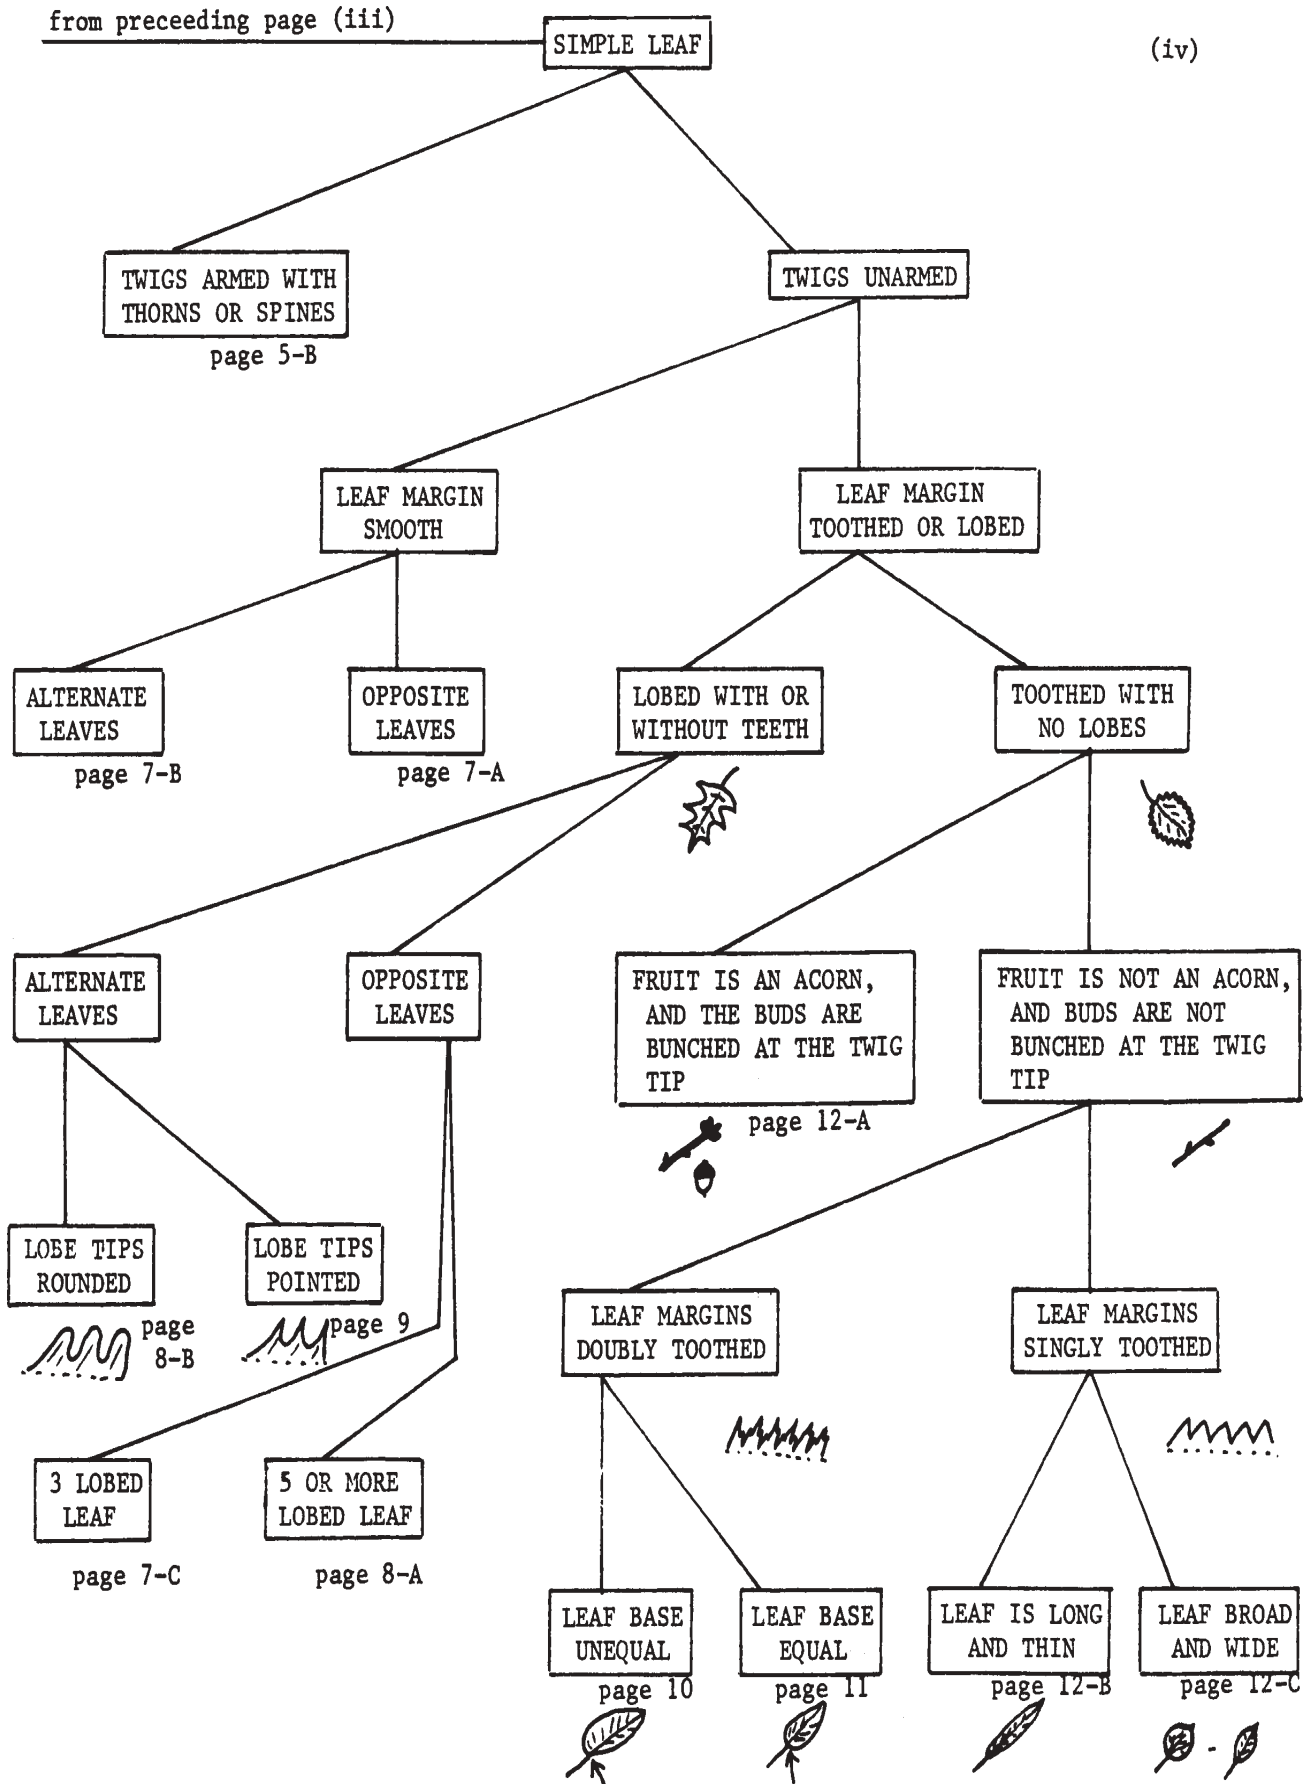 from preceeding page (iii)
SIMPLE LEAF
(iv)
TWIGS ARMED WITH
THORNS OR SPINES
page 5-B
TWIGS UNARMED
LEAF MARGIN
SMOOTH
LEAF MARGIN
TOOTHED OR LOBED
ALTERNATE
LEAVES
page 7-B
OPPOSITE
LEAVES
page 7-A
LOBED WITH OR
WITHOUT TEETH
TOOTHED WITH
NO LOBES
ALTERNATE
LEAVES
OPPOSITE
LEAVES
FRUIT IS AN ACORN,
AND THE BUDS ARE
BUNCHED AT THE TWIG
TIP
page 12-A
FRUIT IS NOT AN ACORN,
AND BUDS ARE NOT
BUNCHED AT THE TWIG
TIP
LOBE TIPS
ROUNDED
page
8-B
LOBE TIPS
POINTED
page 9
LEAF MARGINS
DOUBLY TOOTHED
LEAF MARGINS
SINGLY TOOTHED
3 LOBED
LEAF
page 7-C
5 OR MORE
LOBED LEAF
page 8-A
LEAF BASE
UNEQUAL
page 10
LEAF BASE
EQUAL
page 11
LEAF IS LONG
AND THIN
page 12-B
LEAF BROAD
AND WIDE
page 12-C